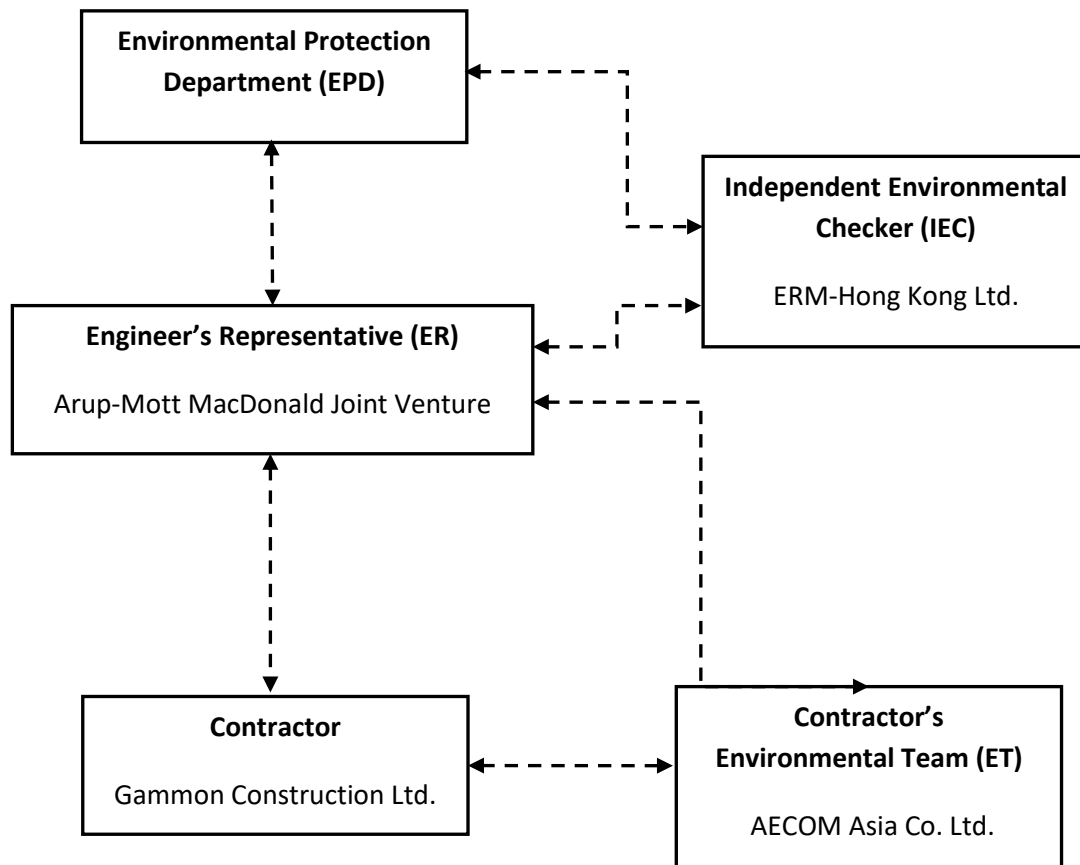 Environmental Protection
Department (EPD)
Independent Environmental
Checker (IEC)
ERM-Hong Kong Ltd.
Engineer’s Representative (ER)
Arup-Mott MacDonald Joint Venture
Contractor
Gammon Construction Ltd.
Contractor’s
Environmental Team (ET)
AECOM Asia Co. Ltd.